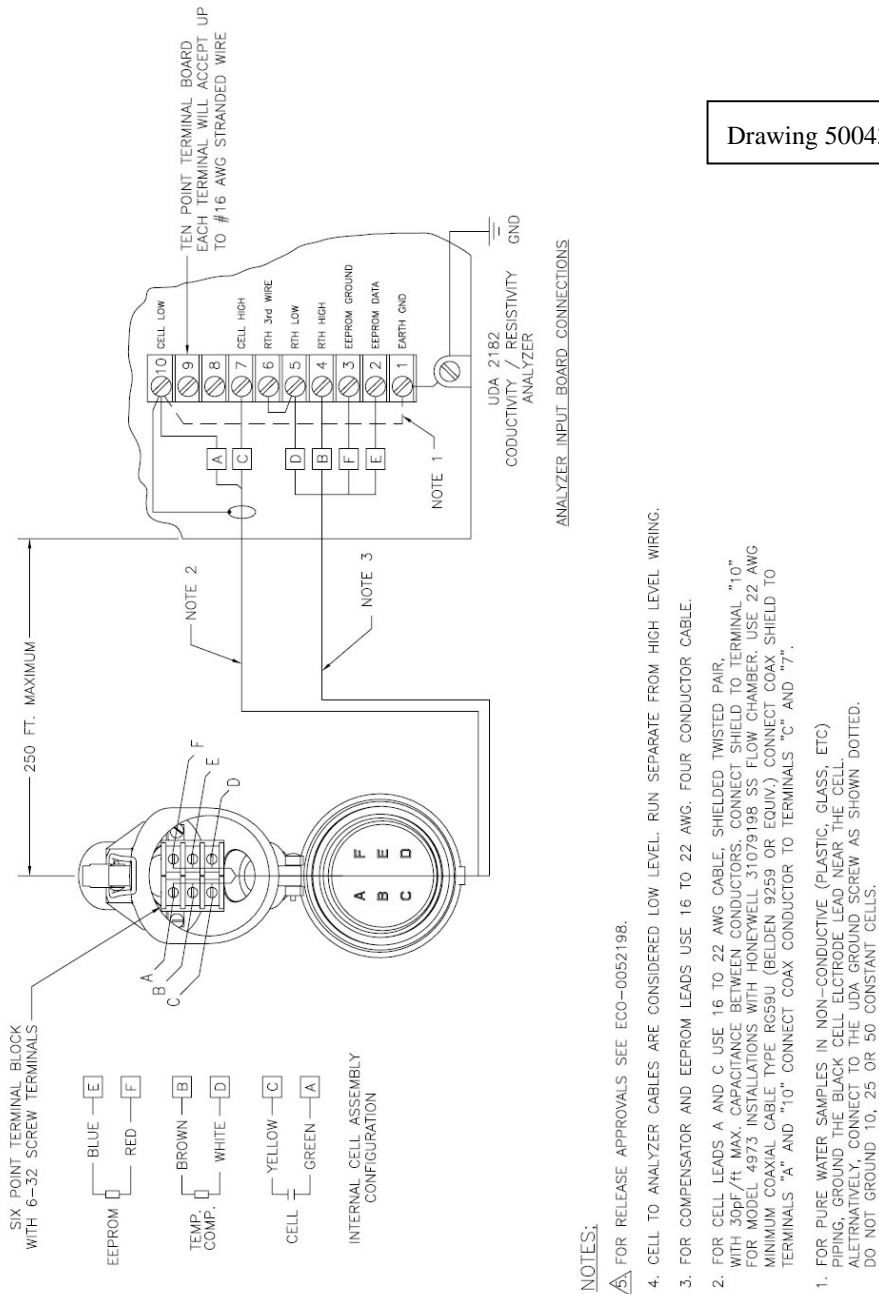 Drawing 50043
SIX POINT TERMINAL BLOCK
WITH 6-32 SCREW TERMINALS
250 FT. MAXIMUM
TEN POINT TERMINAL BOARD
EACH TERMINAL WILL ACCEPT UP
TO #16 AWG STRANDED WIRE
EEPROM
BLUE
E
RED
F
TEMP.
COMP.
BROWN
B
WHITE
D
CELL
YELLOW
C
GREEN
A
INTERNAL CELL ASSEMBLY
CONFIGURATION
A
B
C
F
E
D
A F
B E
C D
NOTE 2
NOTE 3
NOTE 1
A
C
D
B
F
E
10 CELL LOW
9
8
7 CELL HIGH
6 RTH 3rd WIRE
5 RTH LOW
4 RTH HIGH
3 EEPROM GROUND
2 EEPROM DATA
1 EARTH GND
GND
UDA 2182
CODUCTIVITY / RESISTIVITY
ANALYZER
ANALYZER INPUT BOARD CONNECTIONS
NOTES:
5. FOR RELEASE APPROVALS SEE ECO-0052198.
4. CELL TO ANALYZER CABLES ARE CONSIDERED LOW LEVEL. RUN SEPARATE FROM HIGH LEVEL WIRING.
3. FOR COMPENSATOR AND EEPROM LEADS USE 16 TO 22 AWG. FOUR CONDUCTOR CABLE.
2. FOR CELL LEADS A AND C USE 16 TO 22 AWG CABLE, SHIELDED TWISTED PAIR,
WITH 30pF/ft MAX. CAPACITANCE BETWEEN CONDUCTORS. CONNECT SHIELD TO TERMINAL "10"
FOR MODEL 4973 INSTALLATIONS WITH HONEYWELL 31079198 SS FLOW CHAMBER. USE 22 AWG
MINIMUM COAXIAL CABLE TYPE RG59U (BELDEN 9259 OR EQUIV.) CONNECT COAX SHIELD TO
TERMINALS "A" AND "10" CONNECT COAX CONDUCTOR TO TERMINALS "C" AND "7".
1. FOR PURE WATER SAMPLES IN NON-CONDUCTIVE (PLASTIC, GLASS, ETC)
PIPING, GROUND THE BLACK CELL ELCTRODE LEAD NEAR THE CELL.
ALETRNATIVELY, CONNECT TO THE UDA GROUND SCREW AS SHOWN DOTTED.
DO NOT GROUND 10, 25 OR 50 CONSTANT CELLS.